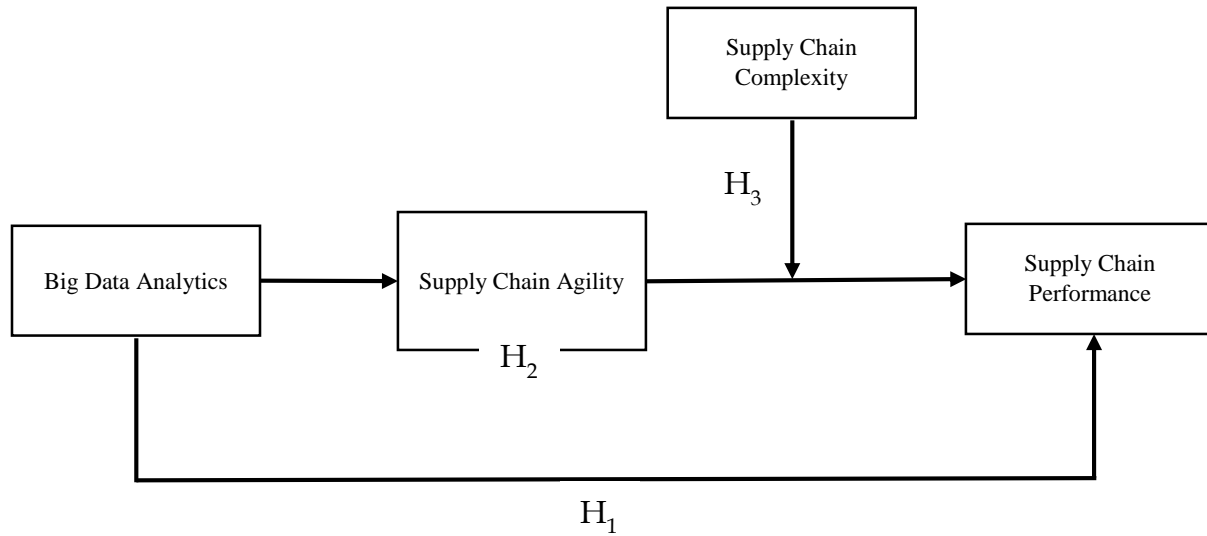 Supply Chain
Complexity
H₃
Big Data Analytics
Supply Chain Agility
Supply Chain
Performance
H₂
H₁